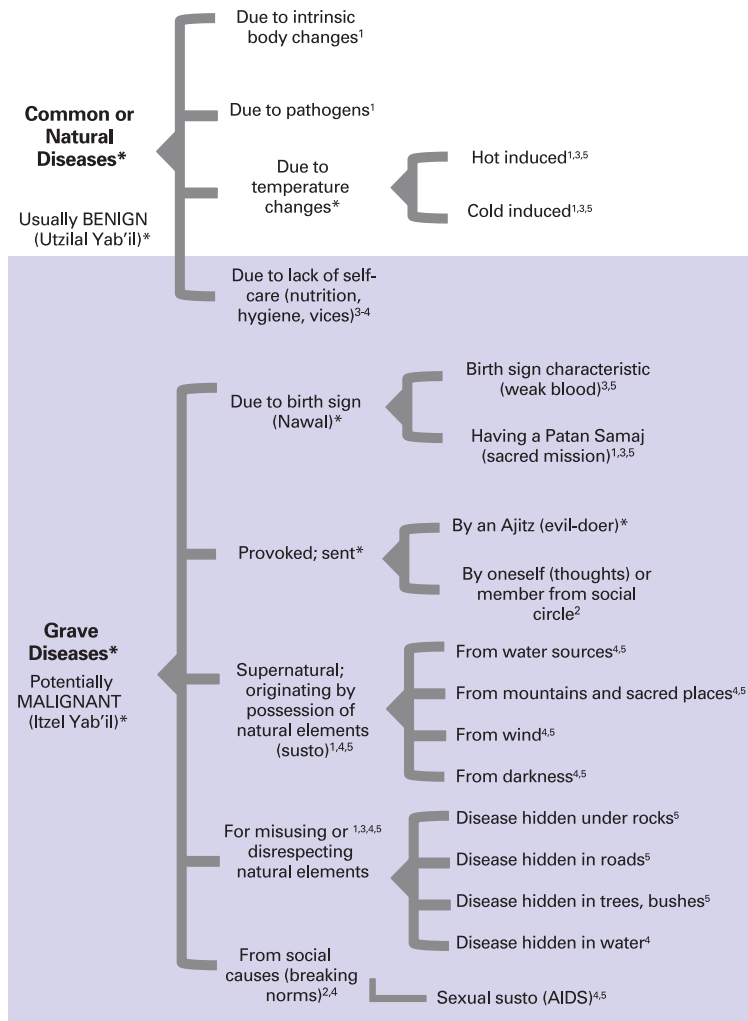 Due to intrinsic
body changes¹
Due to pathogens¹
Common or
Natural
Diseases*
Usually BENIGN
(Utzilal Yab'il)*
Due to
temperature
changes*
Hot induced¹,³,⁵
Cold induced¹,³,⁵
Due to lack of self-
care (nutrition,
hygiene, vices)³-⁴
Due to birth sign
(Nawal)*
Birth sign characteristic
(weak blood)³,⁵
Having a Patan Samaj
(sacred mission)¹,³,⁵
Provoked; sent*
By an Ajitz (evil-doer)*
By oneself (thoughts) or
member from social
circle²
Grave
Diseases*
Potentially
MALIGNANT
(Itzel Yab'il)*
Supernatural;
originating by
possession of
natural elements
(susto)¹,⁴,⁵
From water sources⁴,⁵
From mountains and sacred places⁴,⁵
From wind⁴,⁵
From darkness⁴,⁵
For misusing or ¹,³,⁴,⁵
disrespecting
natural elements
Disease hidden under rocks⁵
Disease hidden in roads⁵
Disease hidden in trees, bushes⁵
Disease hidden in water⁴
From social
causes (breaking
norms)²,⁴
Sexual susto (AIDS)⁴,⁵